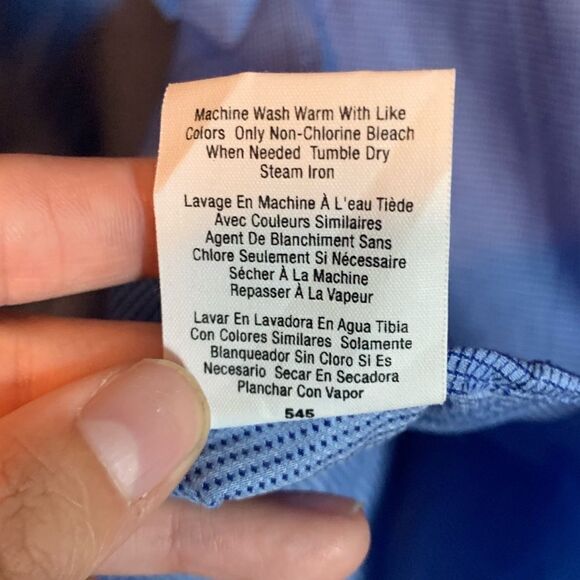 Machine Wash Warm With Like
Colors Only Non-Chlorine Bleach
When Needed Tumble Dry
Steam Iron
Lavage En Machine À L'eau Tiède
Avec Couleurs Similaires
Agent De Blanchiment Sans
Chlore Seulement Si Nécessaire
Sécher À La Machine
Repasser À La Vapeur
Lavar En Lavadora En Agua Tibia
Con Colores Similares Solamente
Blanqueador Sin Cloro Si Es
Necesario Secar En Secadora
Planchar Con Vapor
545